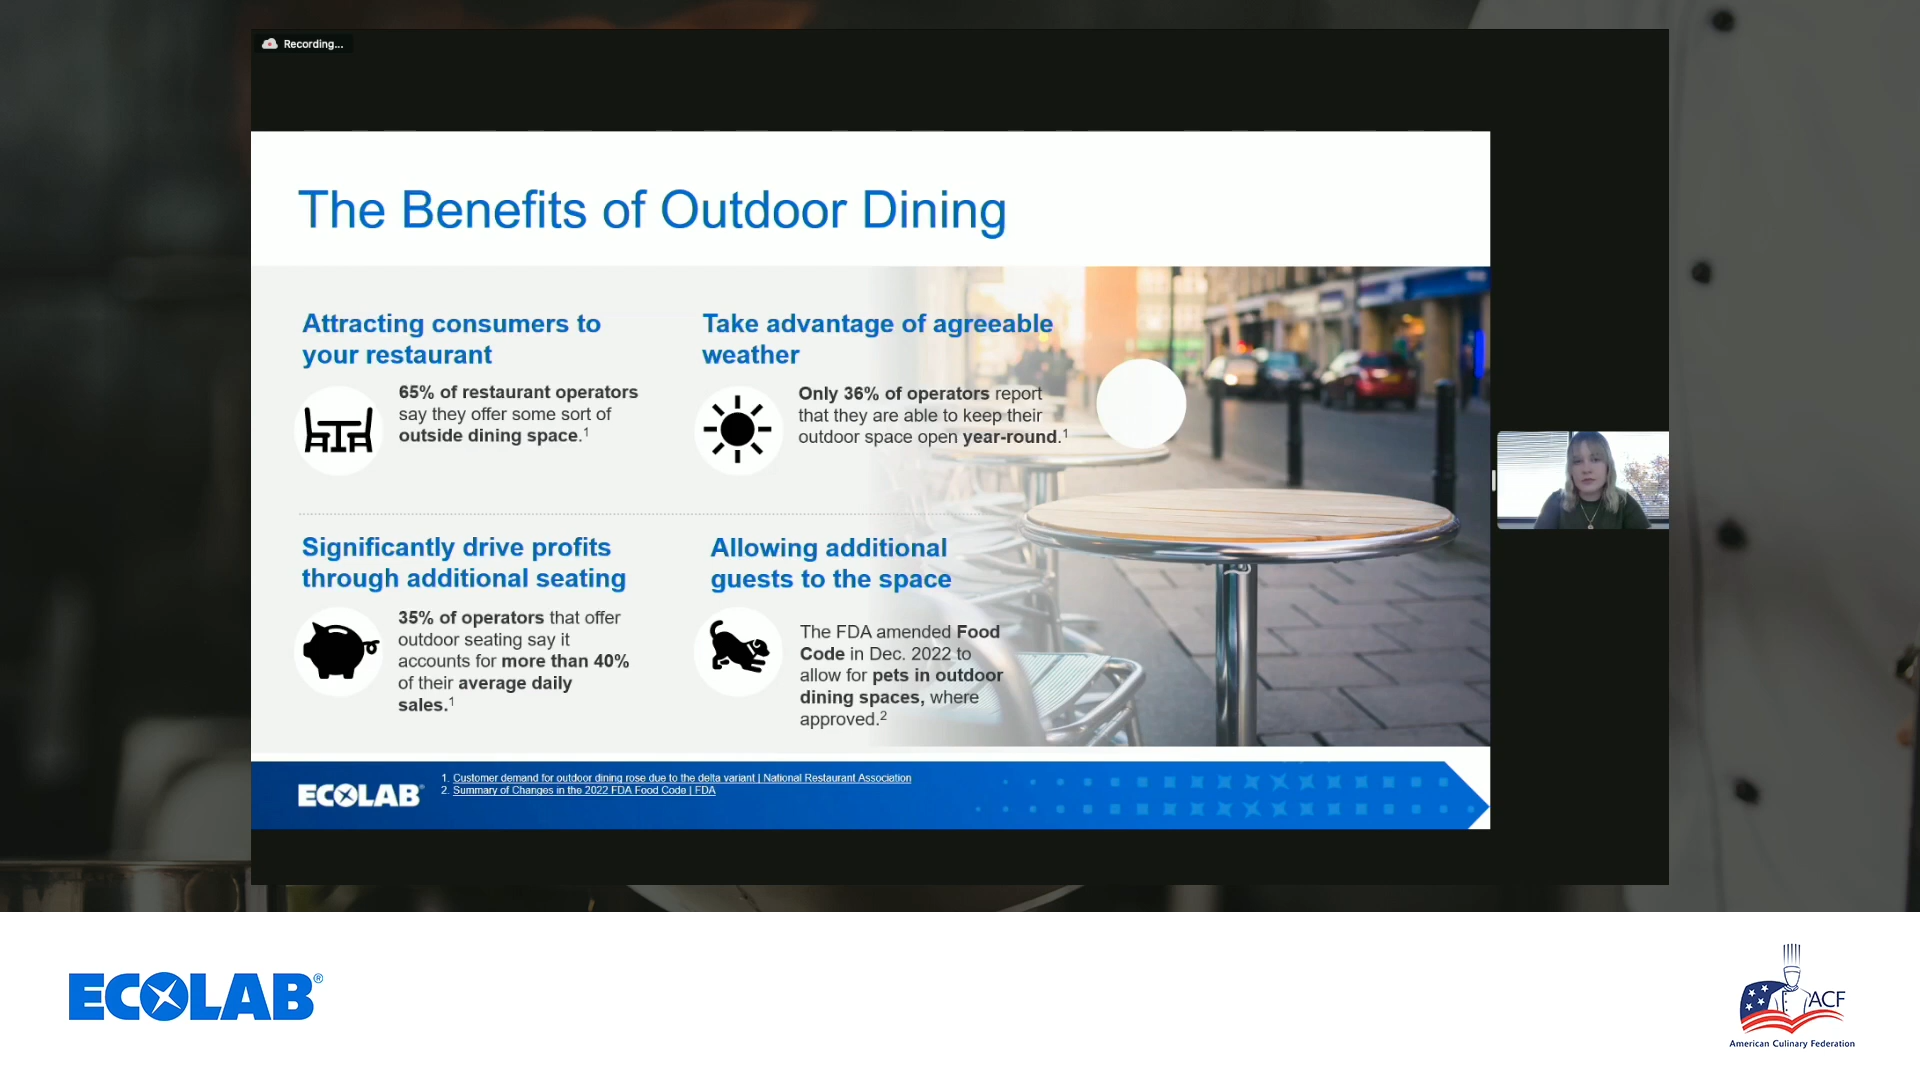 Recording...
The Benefits of Outdoor Dining
Attracting consumers to
your restaurant
65% of restaurant operators
say they offer some sort of
outside dining space.1
Take advantage of agreeable
weather
Only 36% of operators report
that they are able to keep their
outdoor space open year-round.1
Significantly drive profits
through additional seating
35% of operators that offer
outdoor seating say it
accounts for more than 40%
of their average daily
sales.1
Allowing additional
guests to the space
The FDA amended Food
Code in Dec. 2022 to
allow for pets in outdoor
dining spaces, where
approved.2
ECOLAB®
1. Customer demand for outdoor dining rose due to the delta variant | National Restaurant Association
2. Summary of Changes in the 2022 FDA Food Code | FDA
ECOLAB®
ACF
American Culinary Federation